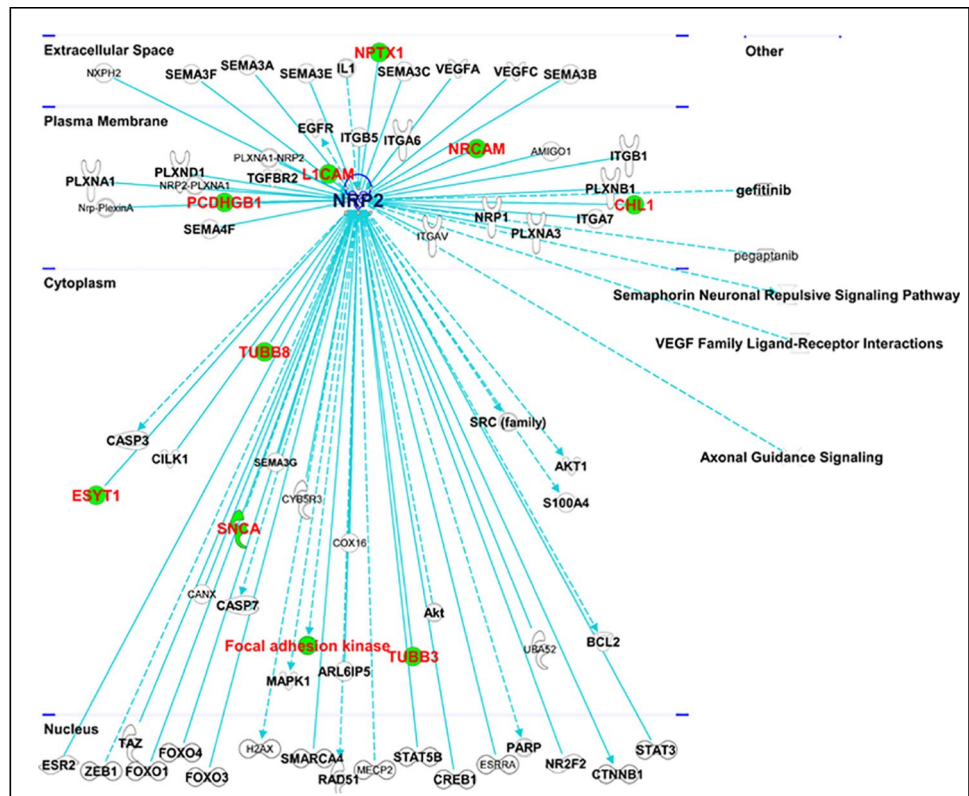 Extracellular Space
Other
NPTX1
NXPH2
SEMA3F
SEMA3A
SEMA3E
IL1
SEMA3C
VEGFA
VEGFC
SEMA3B
Plasma Membrane
EGFR
ITGB5
ITGA6
NRCAM
AMIGO1
ITGB1
PLXNA1-NRP2
PLXND1
L1CAM
TGFBR2
PLXNA1
NRP2-PLXNA1
PLXNB1
gefitinib
PCDHGB1
NRP2
CHL1
Nrp-PlexinA
NRP1
ITGA7
SEMA4F
ITGAV
PLXNA3
pegaptanib
Cytoplasm
Semaphorin Neuronal Repulsive Signaling Pathway
VEGF Family Ligand-Receptor Interactions
TUBB8
SRC (family)
CASP3
CILK1
SEMA3G
AKT1
Axonal Guidance Signaling
ESYT1
CYB5R3
S100A4
SNCA
COX16
CANX
CASP7
Akt
Focal adhesion kinase
TUBB3
UBA52
BCL2
MAPK1
ARL6IP5
Nucleus
TAZ
FOXO4
H2AX
SMARCA4
STAT5B
PARP
STAT3
ESR2
ZEB1
FOXO1
FOXO3
RAD51
MECP2
CREB1
ESRRA
NR2F2
CTNNB1